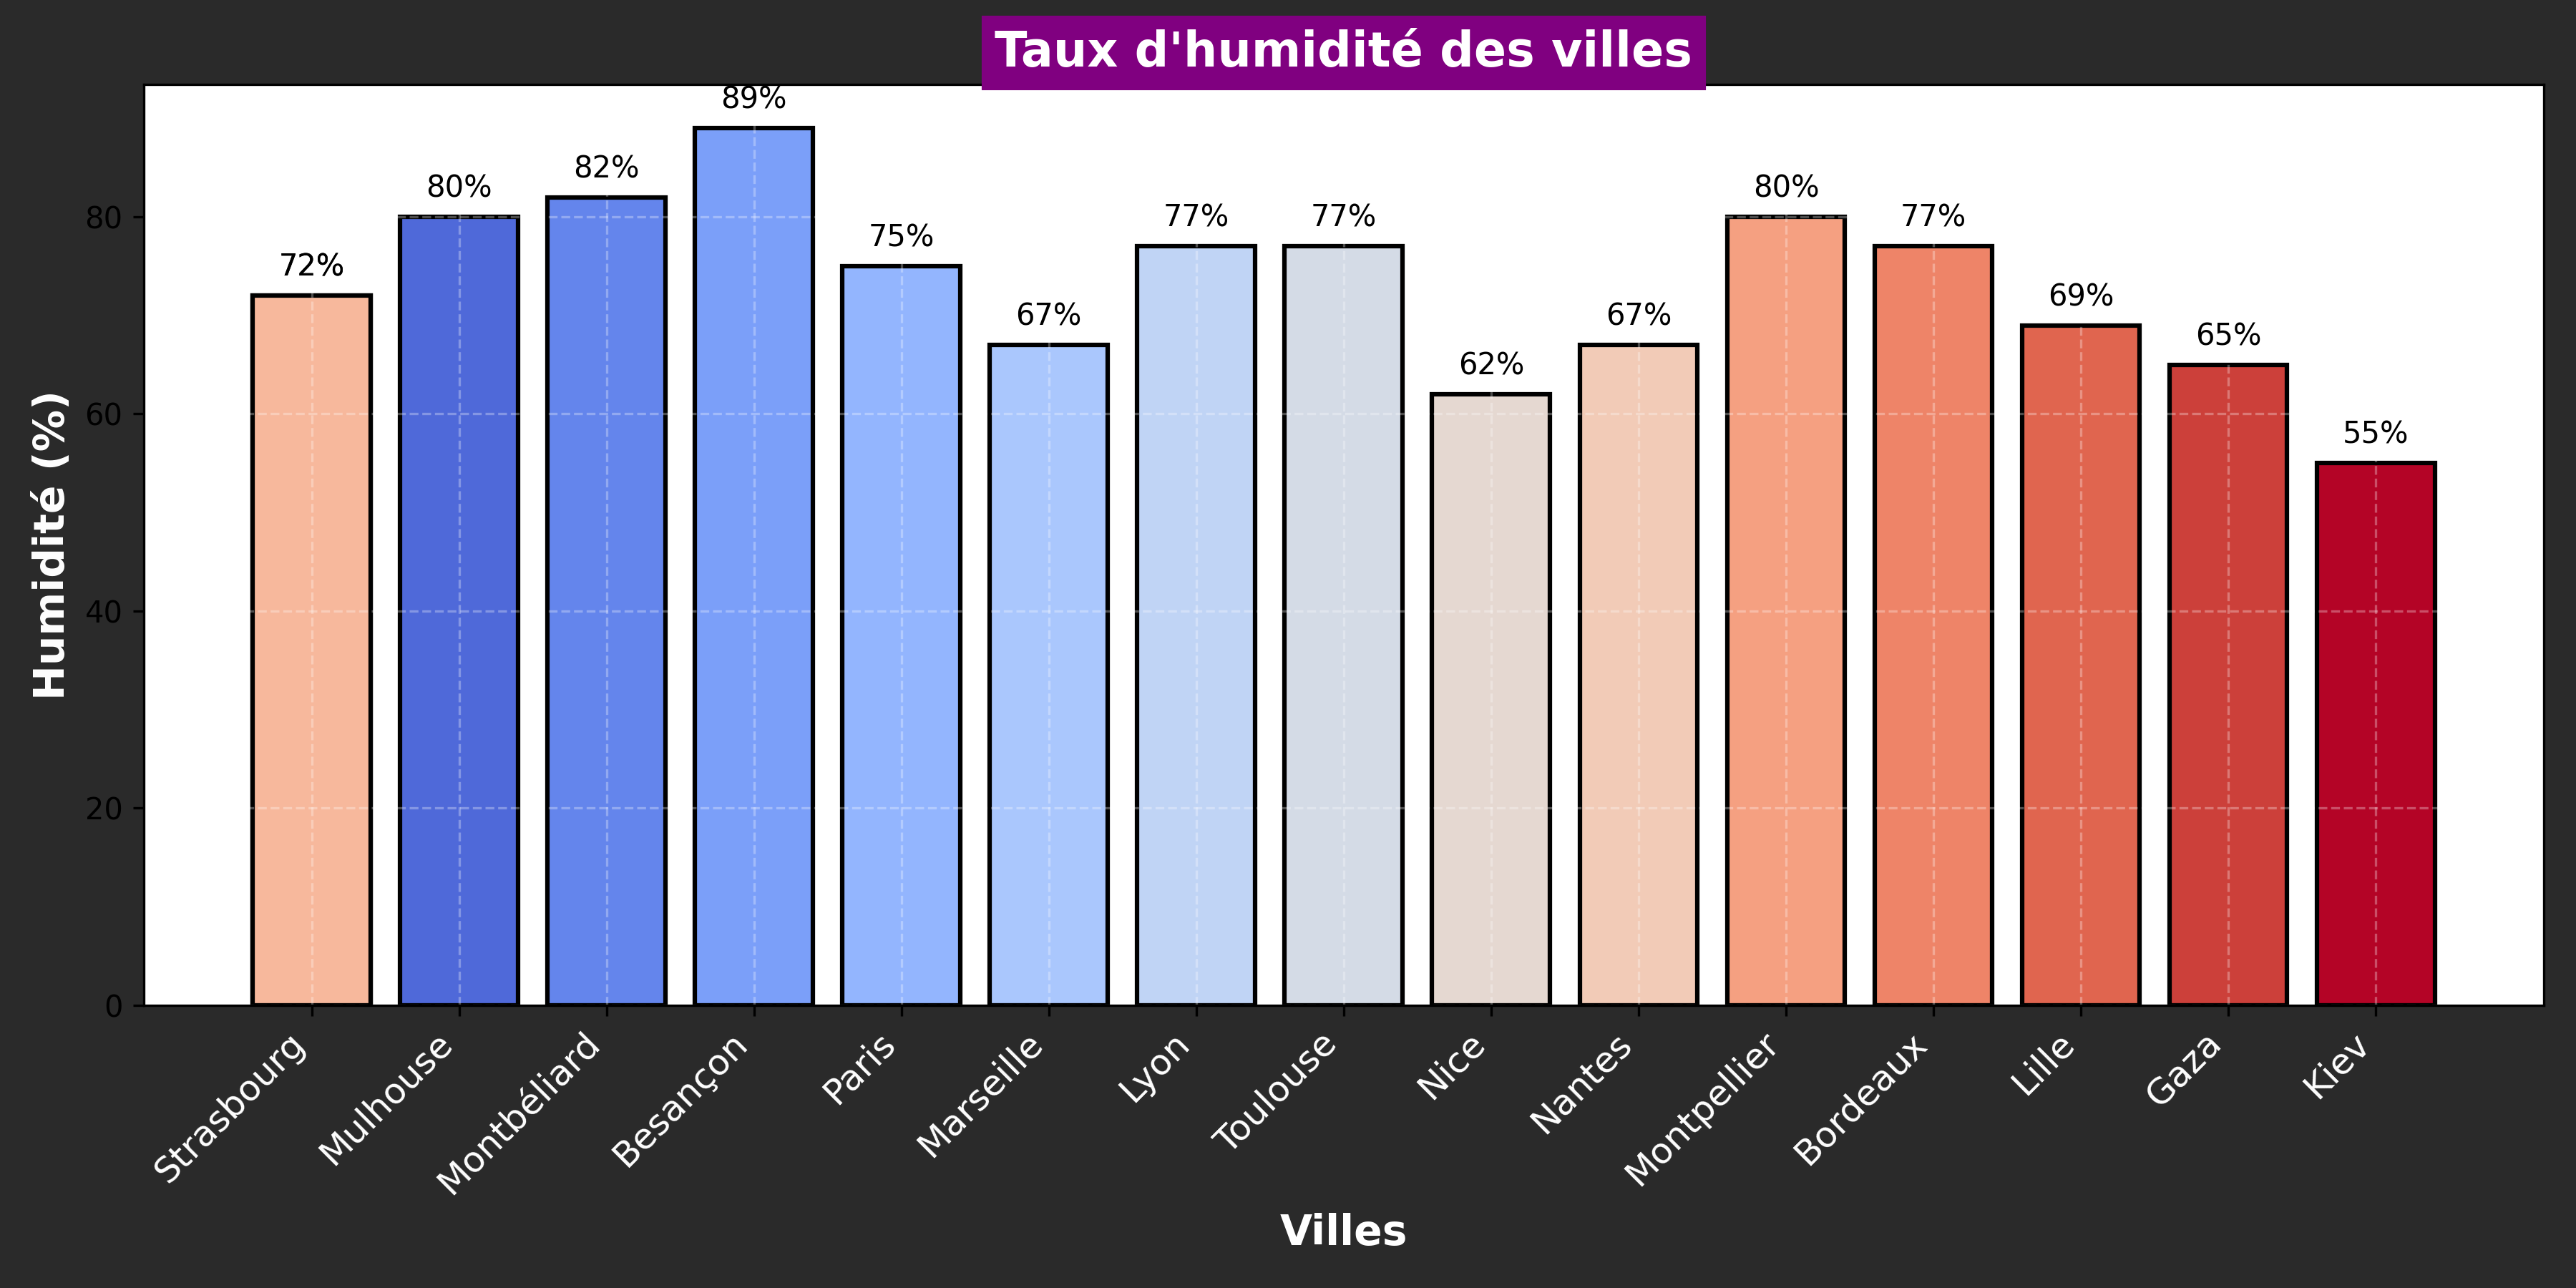 Taux d'humidité des villes
Humidité (%)
80
60
40
20
0
72%
80%
82%
89%
75%
67%
77%
77%
62%
67%
80%
77%
69%
65%
55%
Strasbourg
Mulhouse
Montbéliard
Besançon
Paris
Marseille
Lyon
Toulouse
Nice
Nantes
Montpellier
Bordeaux
Lille
Gaza
Kiev
Villes